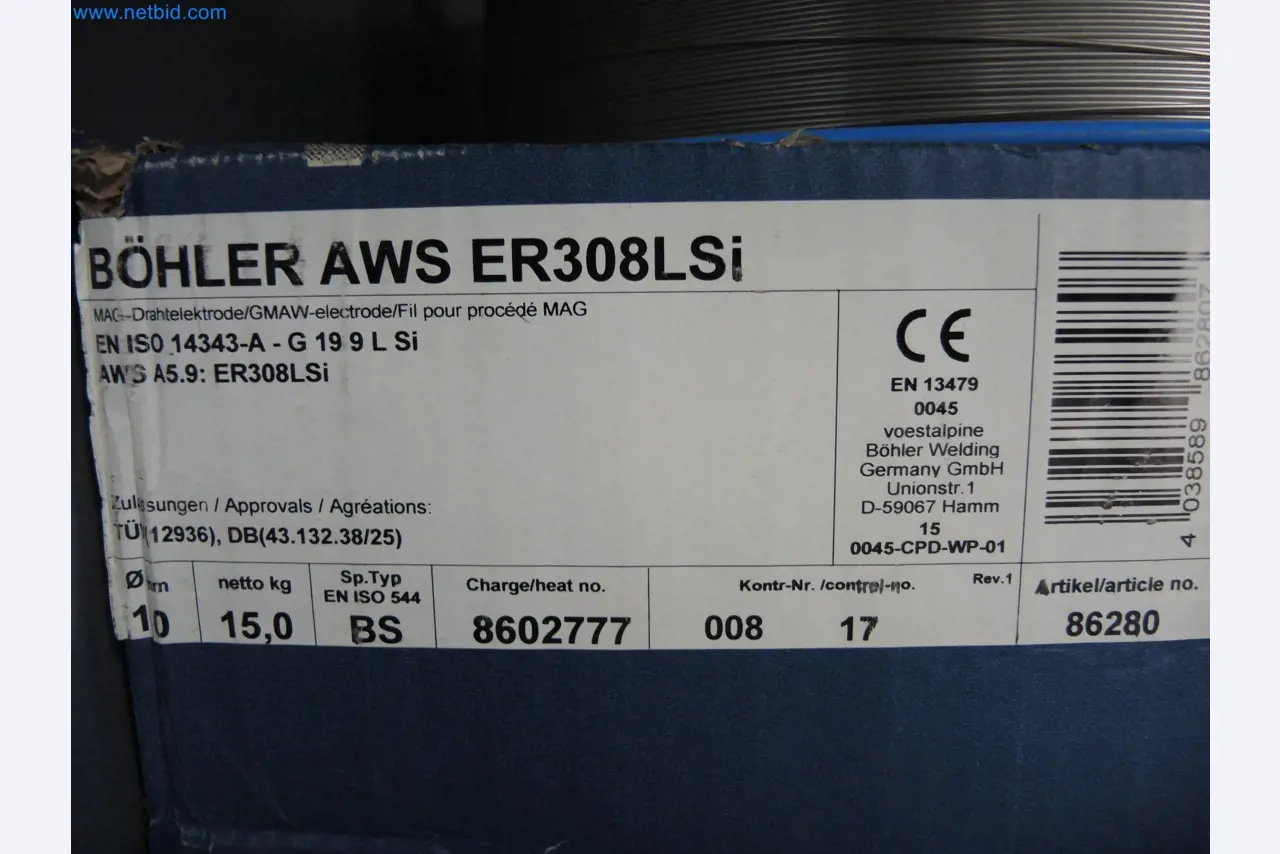 www.netbid.com
BÖHLER AWS ER308LSi
MAG-Drahtelektrode/GMAW-electrode/Fil pour procédé MAG
EN ISO 14343-A - G 19 9 L Si
AWS A5.9: ER308LSi
CE
EN 13479
0045
voestalpine
Böhler Welding
Germany GmbH
Unionstr.1
D-59067 Hamm
15
0045-CPD-WP-01
4 038589 862807
Zulassungen / Approvals / Agréations:
TÜV(12936), DB(43.132.38/25)
Ø mm
netto kg
Sp.Typ
EN ISO 544
Charge/heat no.
Kontr-Nr. /control-no.
Rev.1
Artikel/article no.
15,0
BS
8602777
008 17
86280